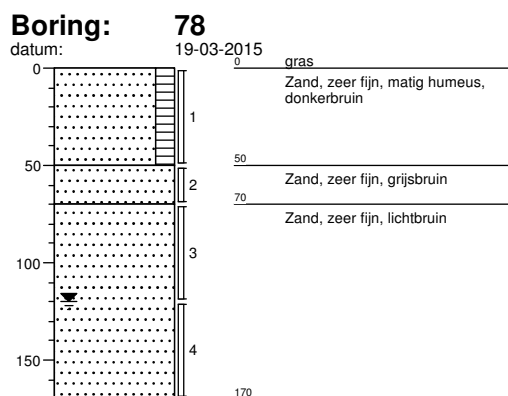 Boring: 78
datum: 19-03-2015
0
50
100
150
1
2
3
4
0 gras
Zand, zeer fijn, matig humeus,
donkerbruin
50
Zand, zeer fijn, grijsbruin
70
Zand, zeer fijn, lichtbruin
170